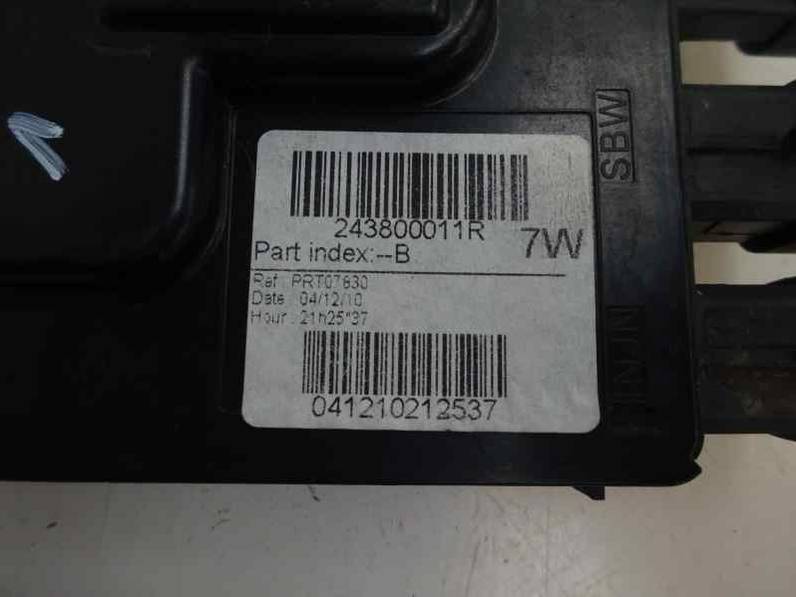 SBW
243800011R
7W
Part index:--B
Ref : PRT07630
Date : 04/12/10
Hour : 21h25"37
041210212537